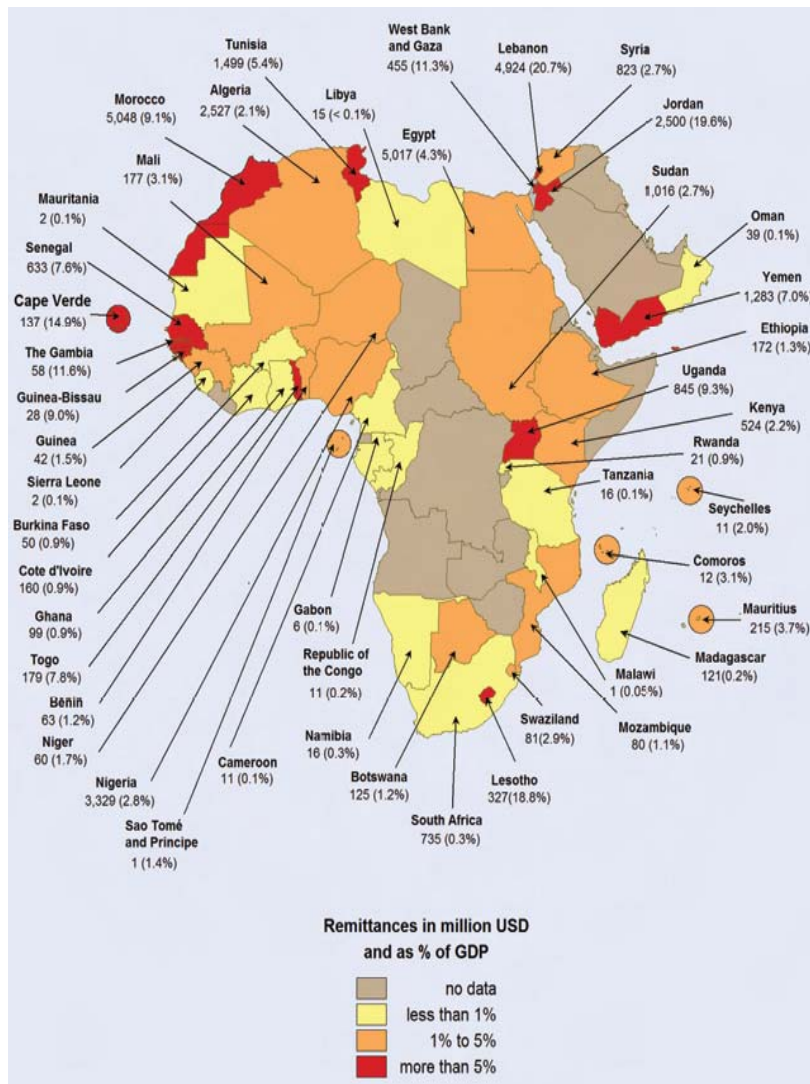 Tunisia
1,499 (5.4%)
West Bank
and Gaza
455 (11.3%)
Lebanon
4,924 (20.7%)
Syria
823 (2.7%)
Algeria
2,527 (2.1%)
Libya
15 (< 0.1%)
Jordan
2,500 (19.6%)
Morocco
5,048 (9.1%)
Egypt
5,017 (4.3%)
Mali
177 (3.1%)
Sudan
1,016 (2.7%)
Mauritania
2 (0.1%)
Oman
39 (0.1%)
Senegal
633 (7.6%)
Yemen
1,283 (7.0%)
Cape Verde
137 (14.9%)
Ethiopia
172 (1.3%)
The Gambia
58 (11.6%)
Uganda
845 (9.3%)
Guinea-Bissau
28 (9.0%)
Kenya
524 (2.2%)
Guinea
42 (1.5%)
Rwanda
21 (0.9%)
Sierra Leone
2 (0.1%)
Tanzania
16 (0.1%)
Seychelles
11 (2.0%)
Burkina Faso
50 (0.9%)
Comoros
12 (3.1%)
Cote d'Ivoire
160 (0.9%)
Gabon
6 (0.1%)
Mauritius
215 (3.7%)
Ghana
99 (0.9%)
Republic of
the Congo
11 (0.2%)
Madagascar
121(0.2%)
Togo
179 (7.8%)
Malawi
1 (0.05%)
Bénin
63 (1.2%)
Swaziland
81(2.9%)
Mozambique
80 (1.1%)
Niger
60 (1.7%)
Namibia
16 (0.3%)
Cameroon
11 (0.1%)
Botswana
125 (1.2%)
Lesotho
327(18.8%)
Nigeria
3,329 (2.8%)
South Africa
735 (0.3%)
Sao Tomé
and Principe
1 (1.4%)
Remittances in million USD
and as % of GDP
no data
less than 1%
1% to 5%
more than 5%